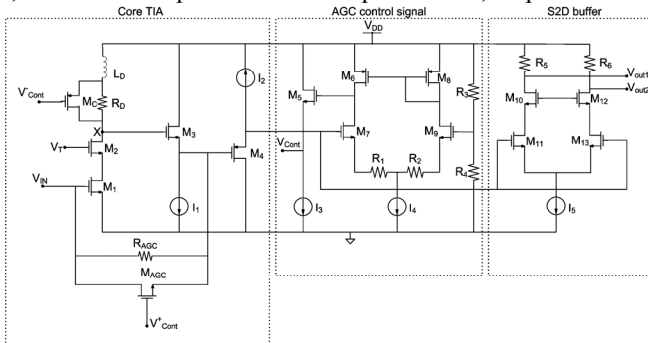 Core TIA
AGC control signal
S2D buffer
V_DD
L_D
V⁻_Cont
M_C
R_D
X
V_T
M_2
V_IN
M_1
M_3
I_1
I_2
M_4
R_AGC
M_AGC
V⁺_Cont
M_5
V_Cont
I_3
M_6
M_8
M_7
M_9
R_1
R_2
I_4
R_3
R_4
R_5
R_6
V_out1
V_out2
M_10
M_12
M_11
M_13
I_5